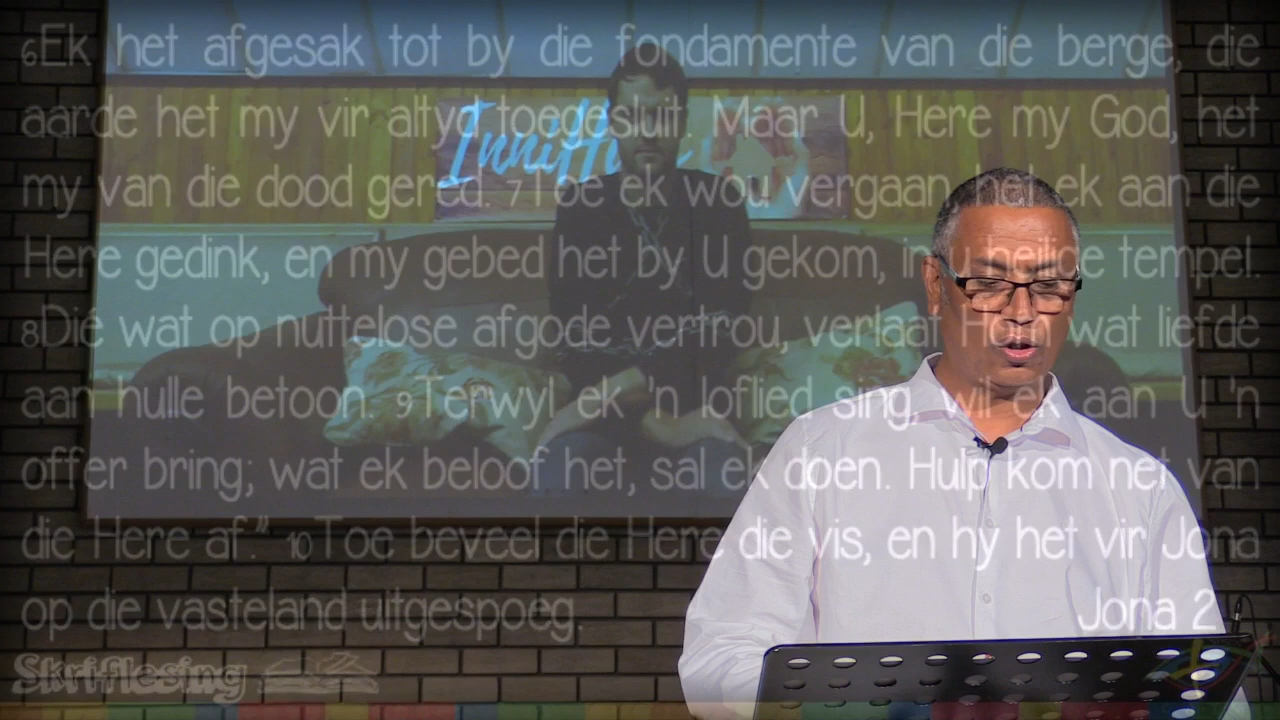 6Ek het afgesak tot by die fondamente van die berge, die
aarde het my vir altyd toegesluit. Maar U, Here my God, het
my van die dood gered. 7Toe ek wou vergaan het ek aan die
Here gedink, en my gebed het by U gekom, in u heilige tempel.
8Die wat op nuttelose afgode vertrou, verlaat Hom wat liefde
aan hulle betoon. 9Terwyl ek 'n loflied sing, wil ek aan U 'n
offer bring; wat ek beloof het, sal ek doen. Hulp kom net van
die Here af.” 10Toe beveel die Here die vis, en hy het vir Jona
op die vasteland uitgespoeg.
Jona 2
Skriflesing